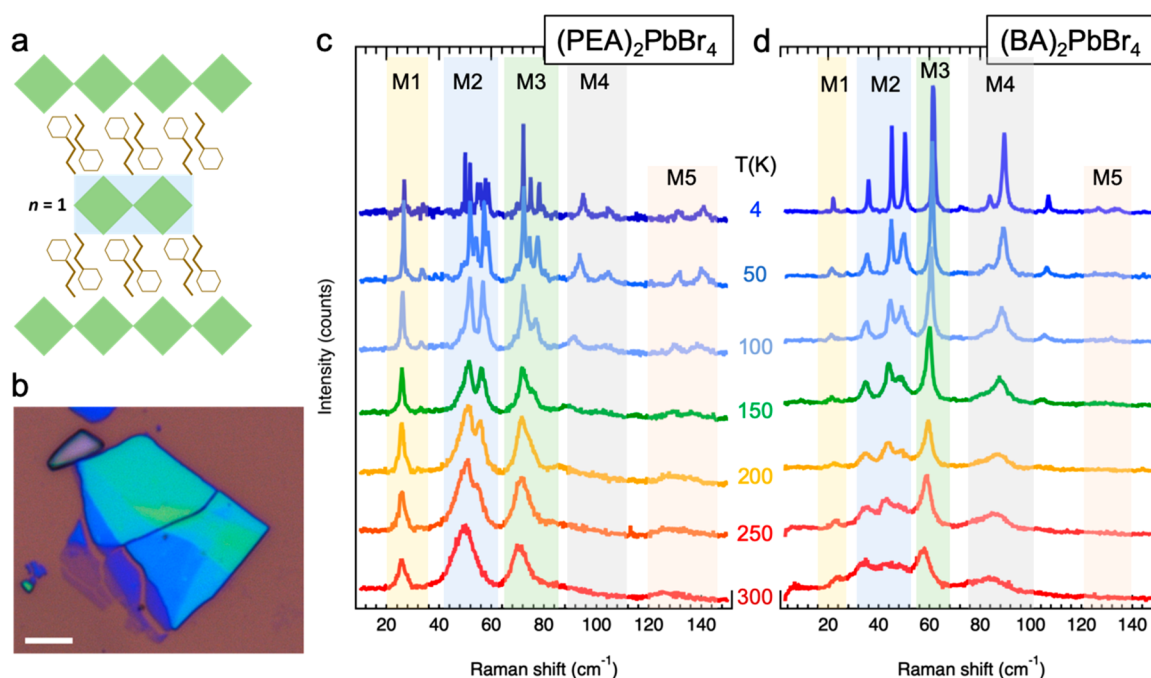 a
n = 1
b
c
(PEA)₂PbBr₄
M1 M2 M3 M4
M5
Intensity (counts)
20 40 60 80 100 120 140
Raman shift (cm⁻¹)
T(K)
4
50
100
150
200
250
300
d
(BA)₂PbBr₄
M1 M2 M3 M4
M5
20 40 60 80 100 120 140
Raman shift (cm⁻¹)